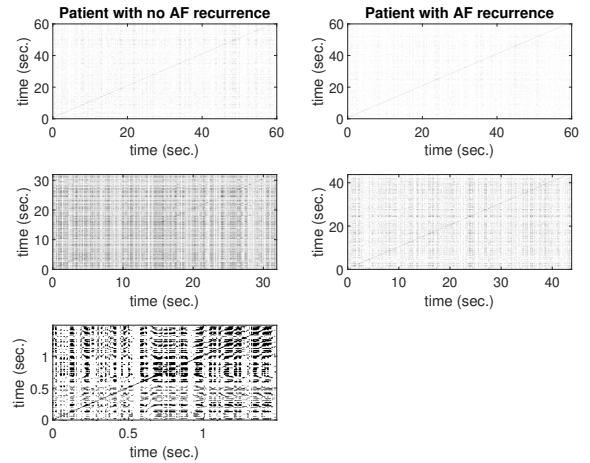 Patient with no AF recurrence
Patient with AF recurrence
60
40
20
0
time (sec.)
0 20 40 60
time (sec.)
60
40
20
0
time (sec.)
0 20 40 60
time (sec.)
30
20
10
0
time (sec.)
0 10 20 30
time (sec.)
40
20
0
time (sec.)
0 10 20 30 40
time (sec.)
1
0.5
0
time (sec.)
0 0.5 1
time (sec.)